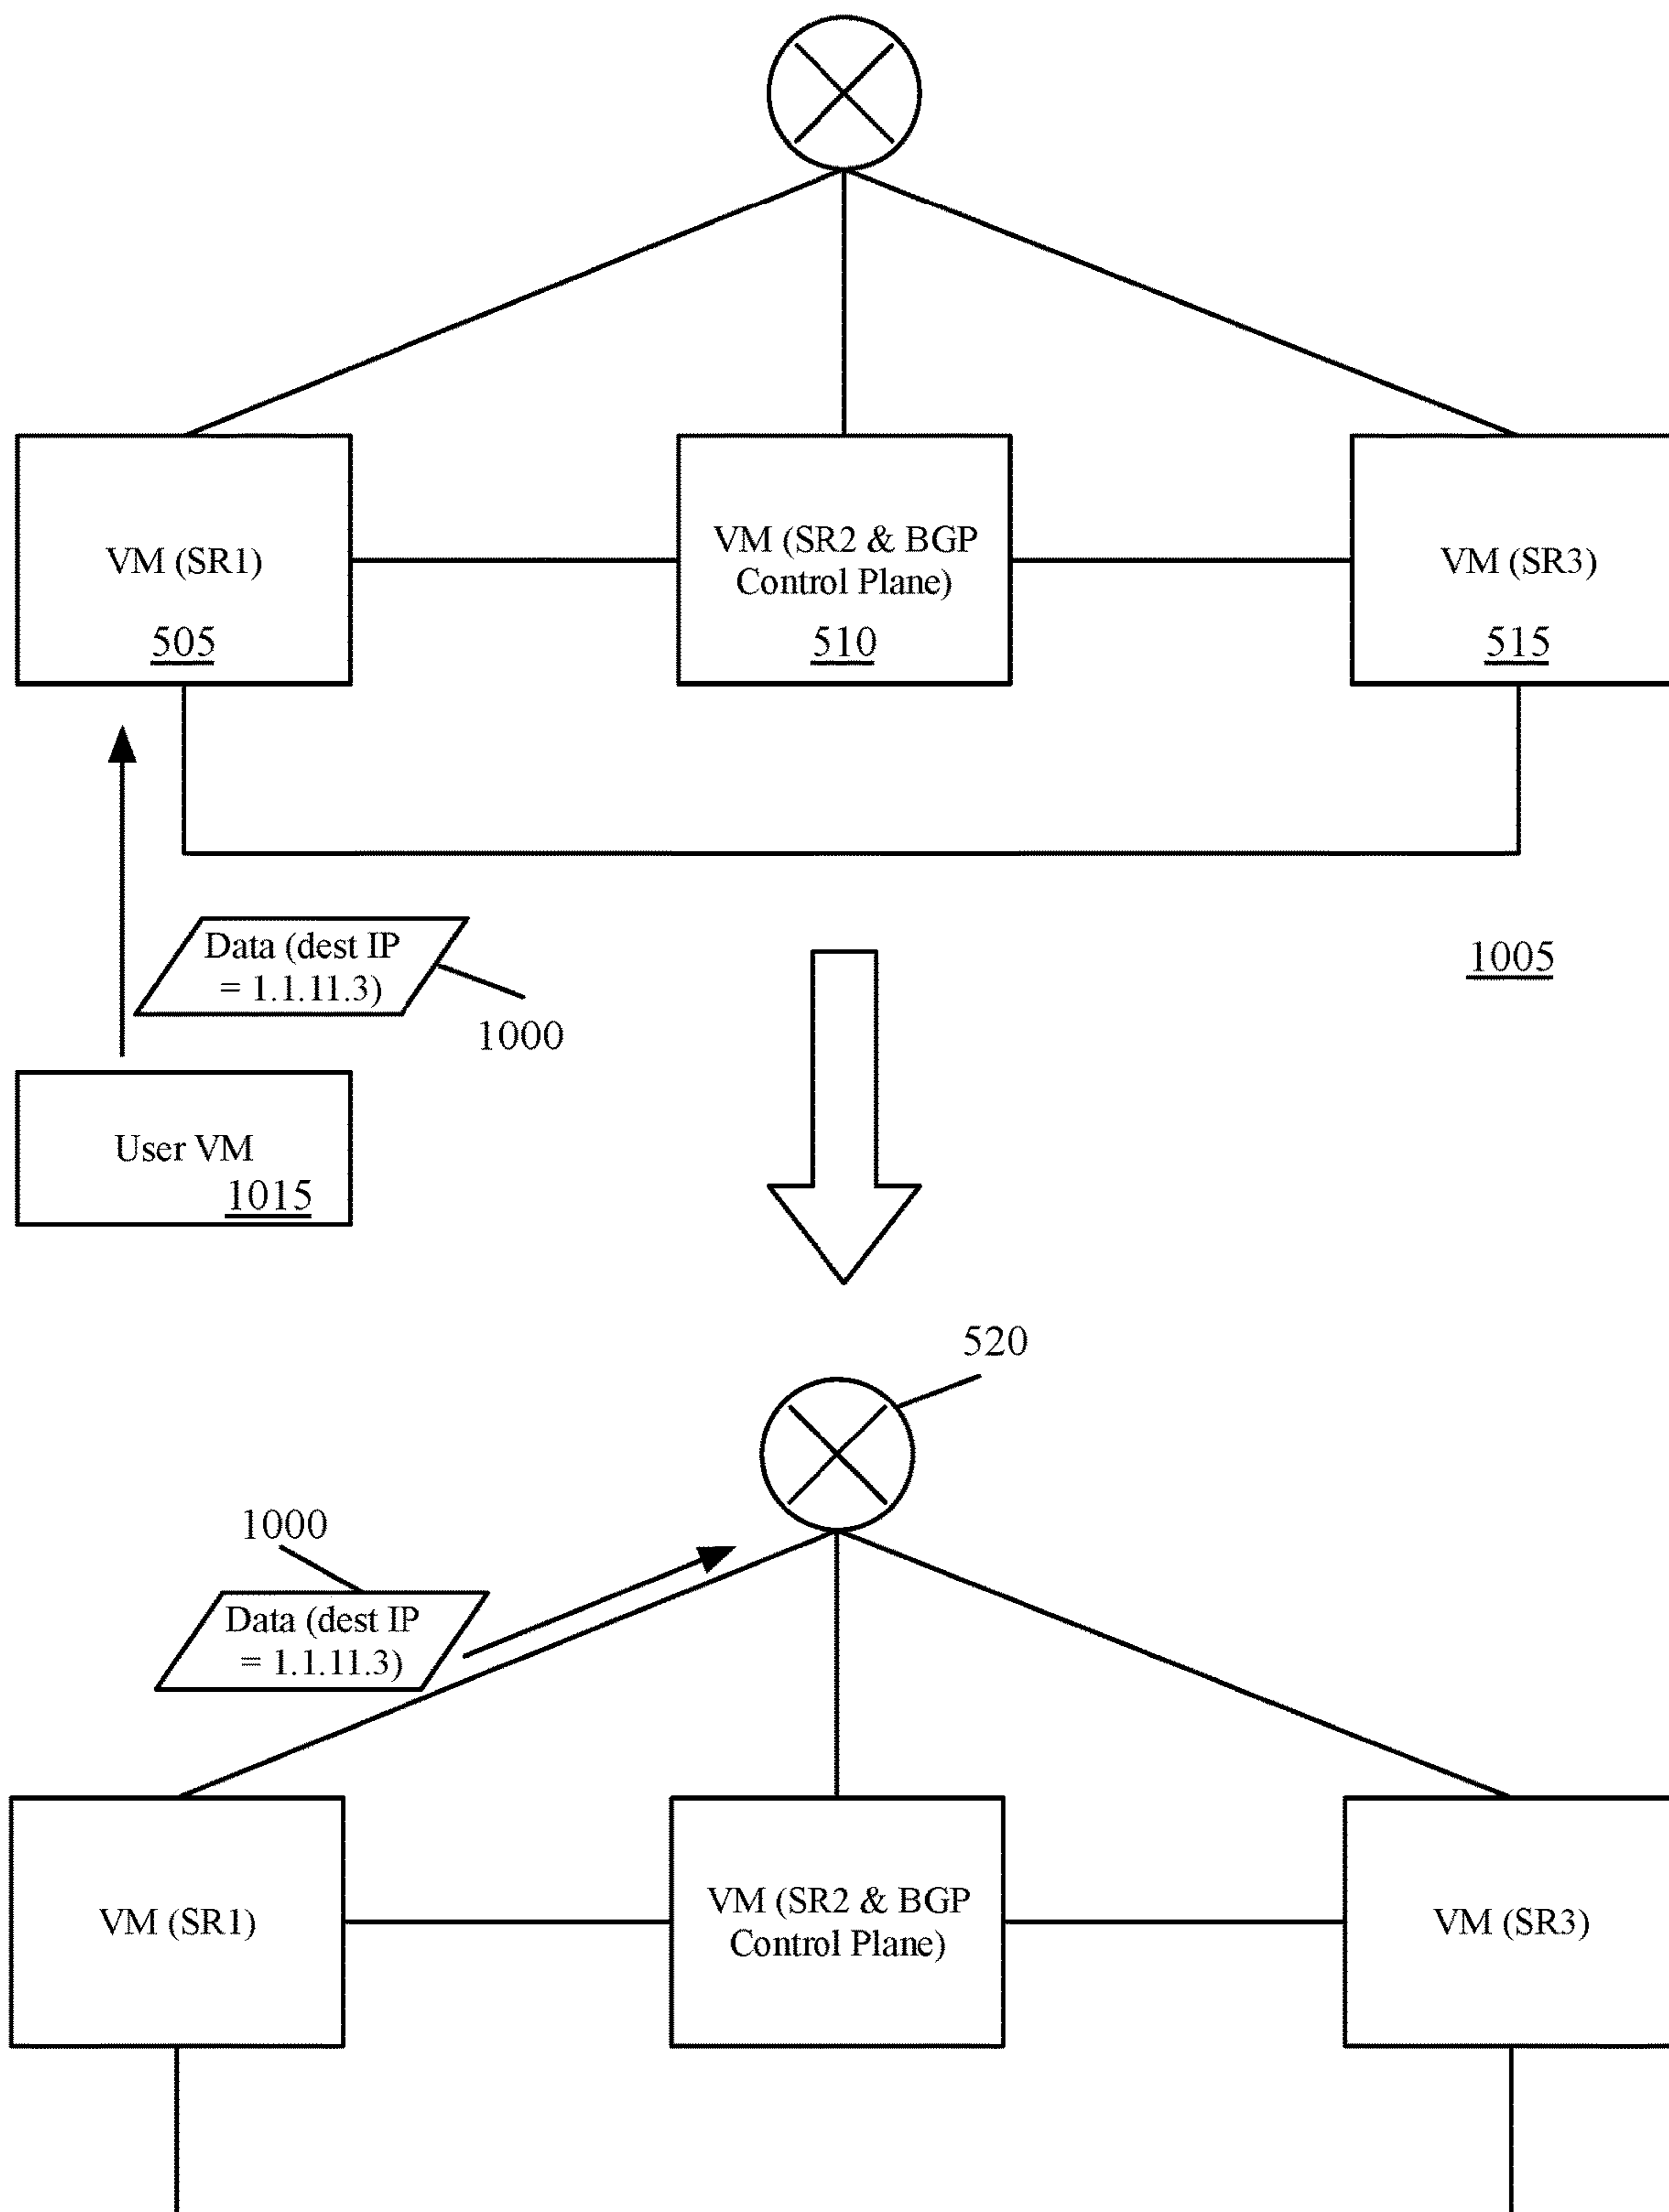 VM (SR1)
505
VM (SR2 & BGP
Control Plane)
510
VM (SR3)
515
Data (dest IP
= 1.1.11.3)
1000
1005
User VM
1015
520
1000
Data (dest IP
= 1.1.11.3)
VM (SR1)
VM (SR2 & BGP
Control Plane)
VM (SR3)